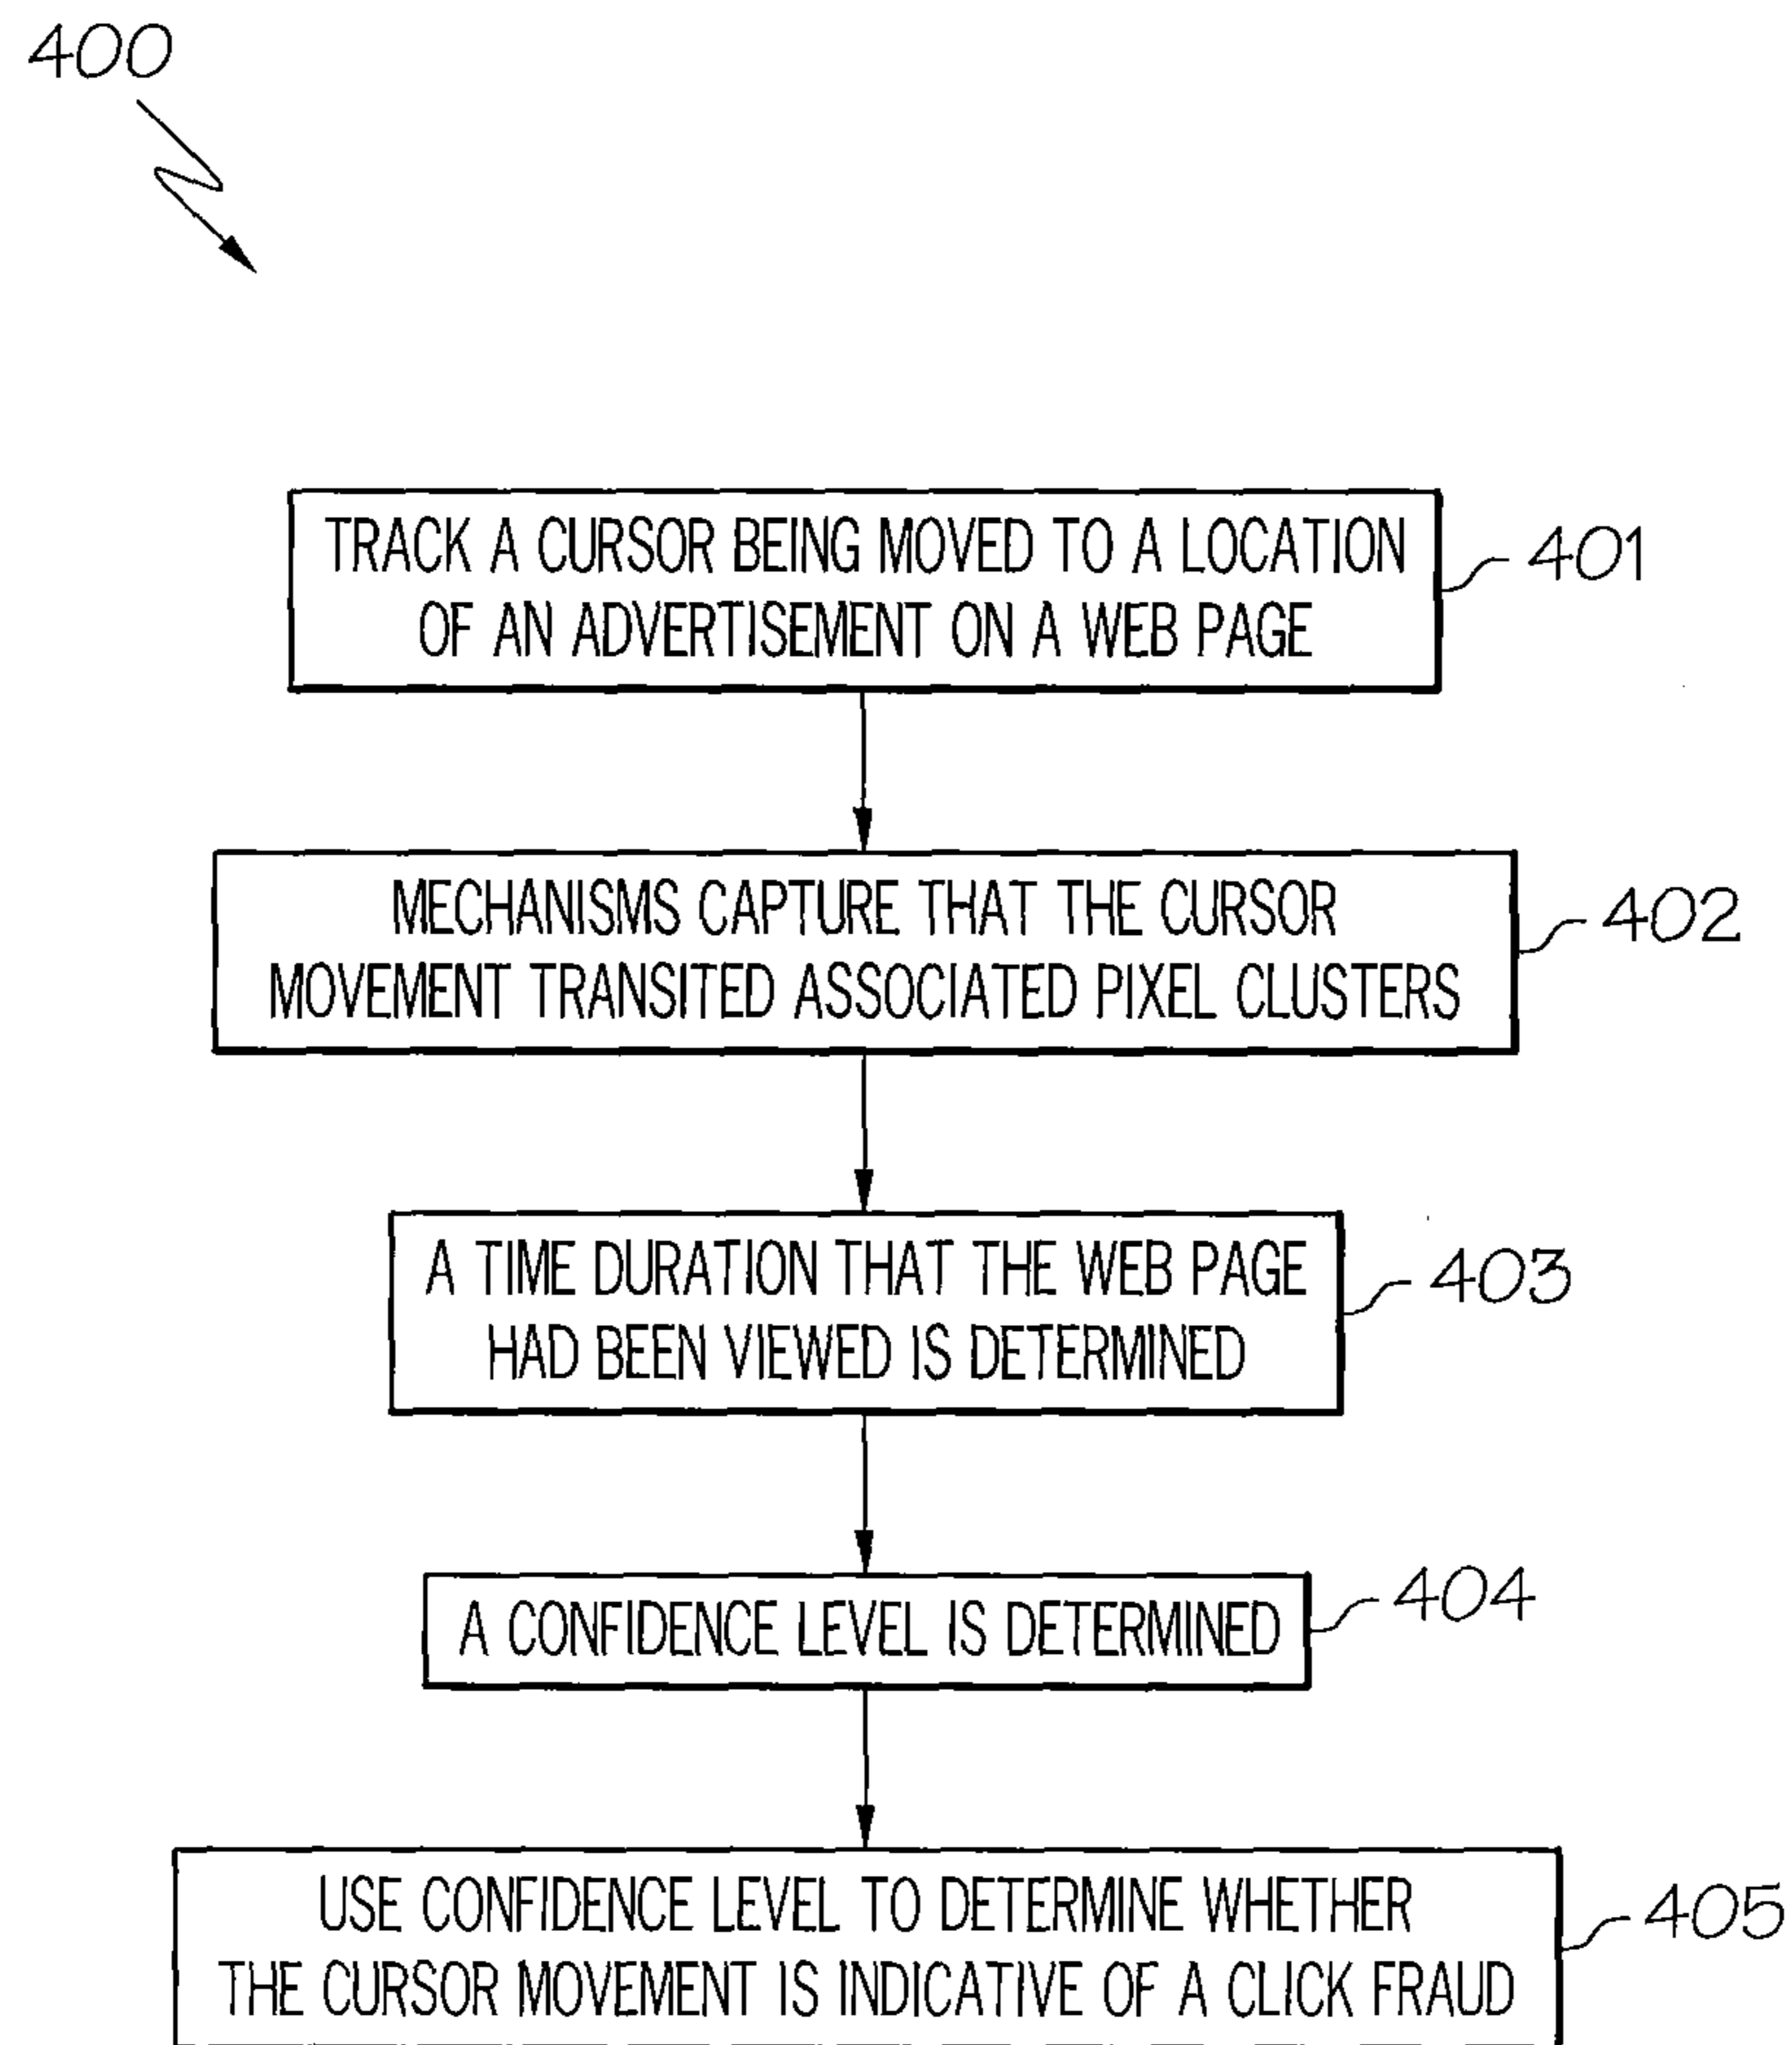 400
TRACK A CURSOR BEING MOVED TO A LOCATION
OF AN ADVERTISEMENT ON A WEB PAGE
401
MECHANISMS CAPTURE THAT THE CURSOR
MOVEMENT TRANSITED ASSOCIATED PIXEL CLUSTERS
402
A TIME DURATION THAT THE WEB PAGE
HAD BEEN VIEWED IS DETERMINED
403
A CONFIDENCE LEVEL IS DETERMINED
404
USE CONFIDENCE LEVEL TO DETERMINE WHETHER
THE CURSOR MOVEMENT IS INDICATIVE OF A CLICK FRAUD
405